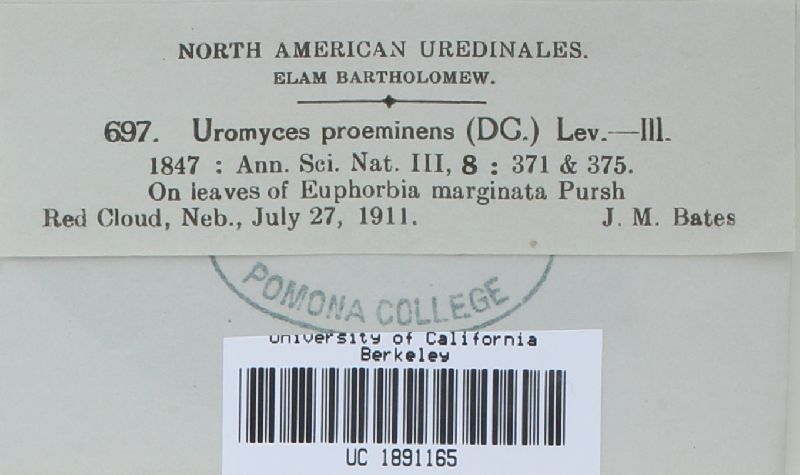 NORTH AMERICAN UREDINALES.
ELAM BARTHOLOMEW.
697. Uromyces proeminens (DC.) Lev.—III.
1847 : Ann. Sci. Nat. III, 8 : 371 & 375.
On leaves of Euphorbia marginata Pursh
Red Cloud, Neb., July 27, 1911. J. M. Bates
POMONA COLLEGE
University of California
Berkeley
UC 1891165